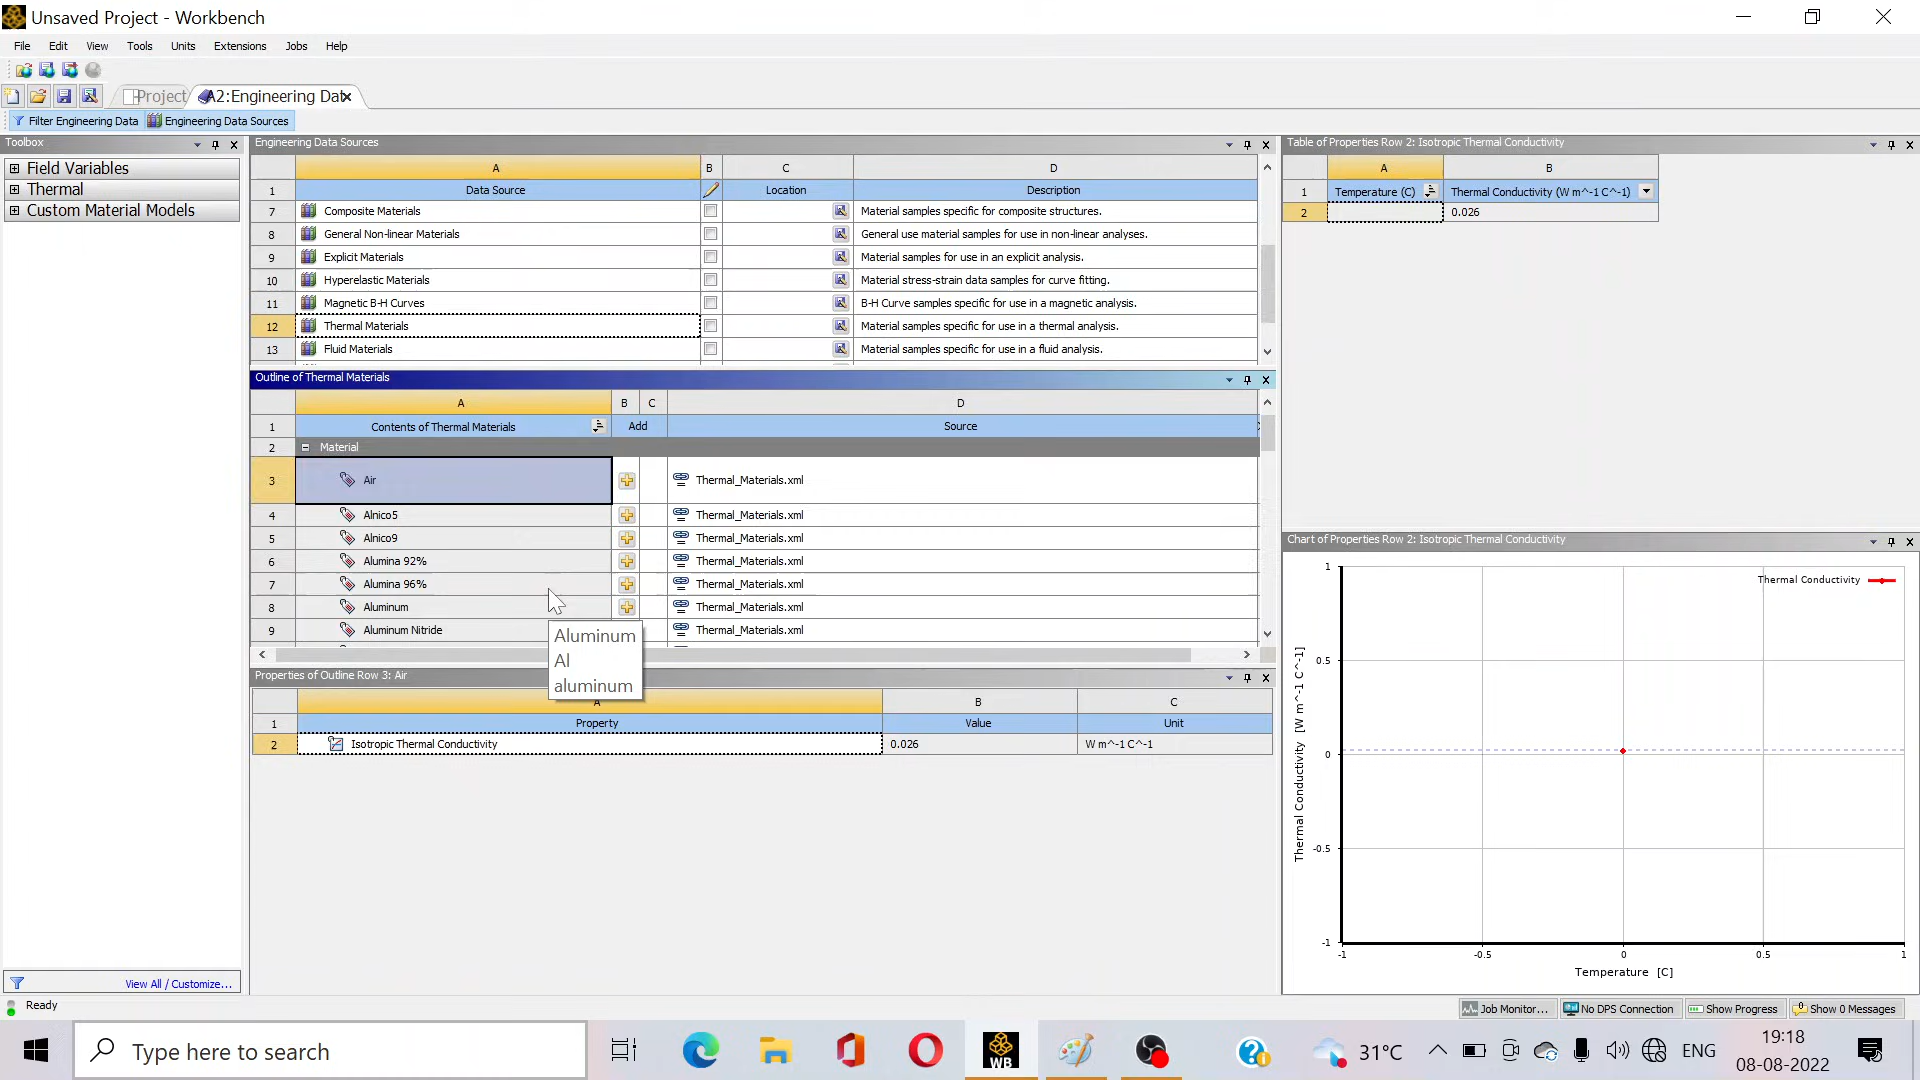 Unsaved Project - Workbench
File Edit View Tools Units Extensions Jobs Help
Project A2:Engineering Data
Filter Engineering Data Engineering Data Sources
Toolbox
Field Variables
Thermal
Custom Material Models
View All / Customize...
Engineering Data Sources
A B C D
1 Data Source Location Description
7 Composite Materials Material samples specific for composite structures.
8 General Non-linear Materials General use material samples for use in non-linear analyses.
9 Explicit Materials Material samples for use in an explicit analysis.
10 Hyperelastic Materials Material stress-strain data samples for curve fitting.
11 Magnetic B-H Curves B-H Curve samples specific for use in a magnetic analysis.
12 Thermal Materials Material samples specific for use in a thermal analysis.
13 Fluid Materials Material samples specific for use in a fluid analysis.
Outline of Thermal Materials
A B C D
1 Contents of Thermal Materials Add Source
2 Material
3 Air Thermal_Materials.xml
4 Alnico5 Thermal_Materials.xml
5 Alnico9 Thermal_Materials.xml
6 Alumina 92% Thermal_Materials.xml
7 Alumina 96% Thermal_Materials.xml
8 Aluminum Thermal_Materials.xml
9 Aluminum Nitride Thermal_Materials.xml
Aluminum
Al
aluminum
Properties of Outline Row 3: Air
A B C
1 Property Value Unit
2 Isotropic Thermal Conductivity 0.026 W m^-1 C^-1
Table of Properties Row 2: Isotropic Thermal Conductivity
A B
1 Temperature (C) Thermal Conductivity (W m^-1 C^-1)
2 0.026
Chart of Properties Row 2: Isotropic Thermal Conductivity
Thermal Conductivity
Thermal Conductivity [W m^-1 C^-1]
1
0.5
0
-0.5
-1
-1 -0.5 0 0.5 1
Temperature [C]
Ready
Job Monitor... No DPS Connection Show Progress Show 0 Messages
Type here to search
WB
31°C
ENG
19:18
08-08-2022